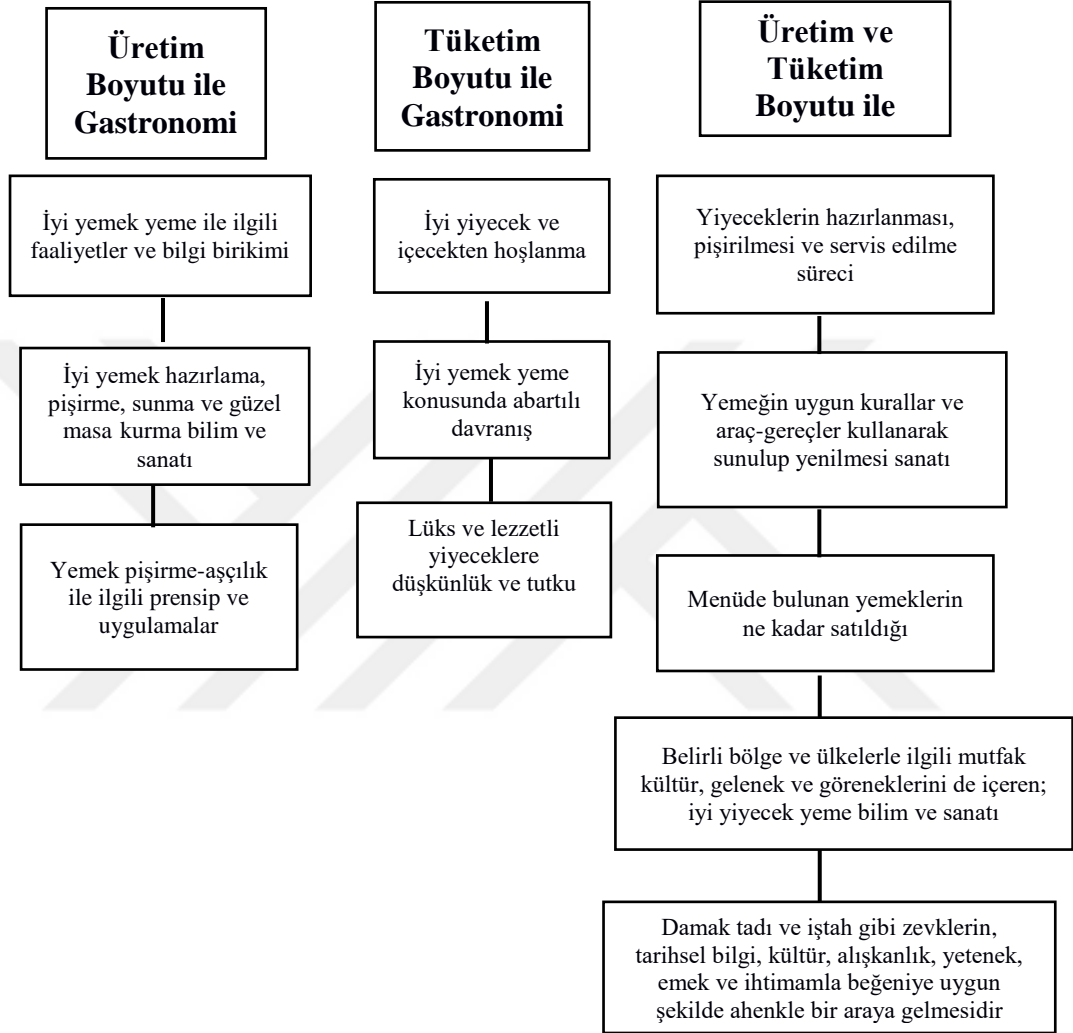 Üretim
Boyutu ile
Gastronomi
İyi yemek yeme ile ilgili
faaliyetler ve bilgi birikimi
İyi yemek hazırlama,
pişirme, sunma ve güzel
masa kurma bilim ve
sanatı
Yemek pişirme-aşçılık
ile ilgili prensip ve
uygulamalar
Tüketim
Boyutu ile
Gastronomi
İyi yiyecek ve
içecekten hoşlanma
İyi yemek yeme
konusunda abartılı
davranış
Lüks ve lezzetli
yiyeceklere
düşkünlük ve tutku
Üretim ve
Tüketim
Boyutu ile
Yiyeceklerin hazırlanması,
pişirilmesi ve servis edilme
süreci
Yemeğin uygun kurallar ve
araç-gereçler kullanarak
sunulup yenilmesi sanatı
Menüde bulunan yemeklerin
ne kadar satıldığı
Belirli bölge ve ülkelerle ilgili mutfak
kültür, gelenek ve göreneklerini de içeren;
iyi yiyecek yeme bilim ve sanatı
Damak tadı ve iştah gibi zevklerin,
tarihsel bilgi, kültür, alışkanlık, yetenek,
emek ve ihtimamla beğeniye uygun
şekilde ahenkle bir araya gelmesidir